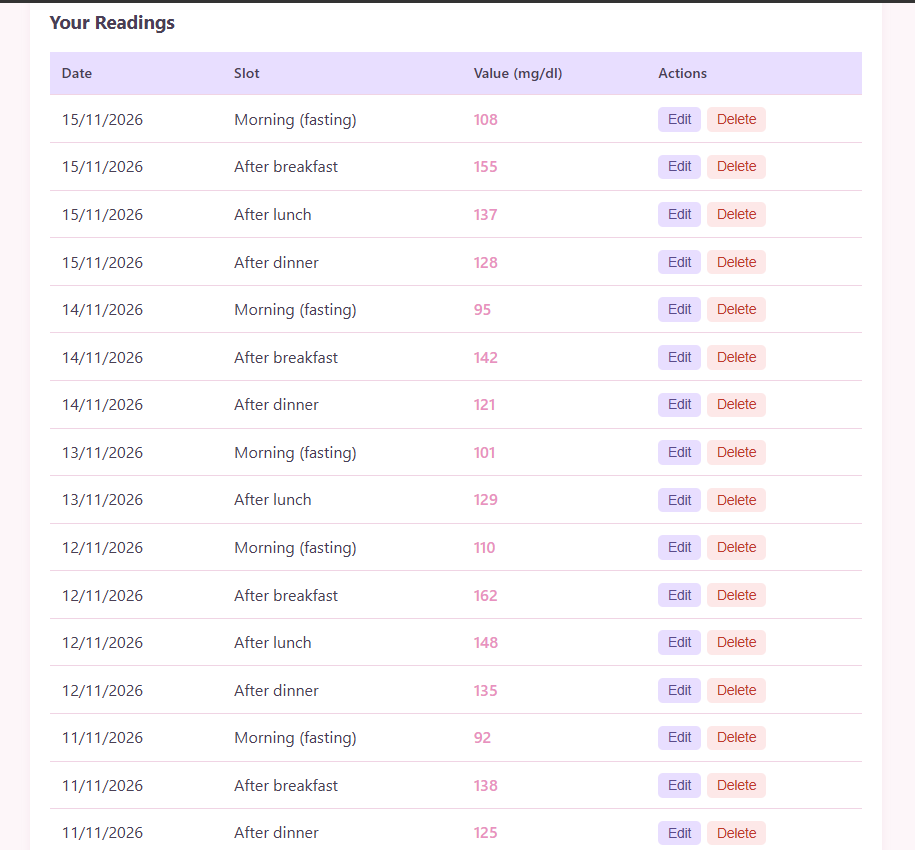 Your Readings
Date Slot Value (mg/dl) Actions
15/11/2026 Morning (fasting) 108 Edit Delete
15/11/2026 After breakfast 155 Edit Delete
15/11/2026 After lunch 137 Edit Delete
15/11/2026 After dinner 128 Edit Delete
14/11/2026 Morning (fasting) 95 Edit Delete
14/11/2026 After breakfast 142 Edit Delete
14/11/2026 After dinner 121 Edit Delete
13/11/2026 Morning (fasting) 101 Edit Delete
13/11/2026 After lunch 129 Edit Delete
12/11/2026 Morning (fasting) 110 Edit Delete
12/11/2026 After breakfast 162 Edit Delete
12/11/2026 After lunch 148 Edit Delete
12/11/2026 After dinner 135 Edit Delete
11/11/2026 Morning (fasting) 92 Edit Delete
11/11/2026 After breakfast 138 Edit Delete
11/11/2026 After dinner 125 Edit Delete